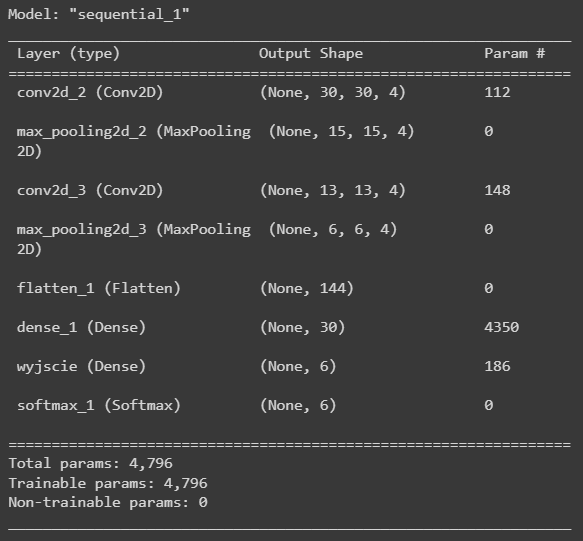 Model: "sequential_1"
Layer (type) Output Shape Param #
conv2d_2 (Conv2D) (None, 30, 30, 4) 112
max_pooling2d_2 (MaxPooling (None, 15, 15, 4) 0
2D)
conv2d_3 (Conv2D) (None, 13, 13, 4) 148
max_pooling2d_3 (MaxPooling (None, 6, 6, 4) 0
2D)
flatten_1 (Flatten) (None, 144) 0
dense_1 (Dense) (None, 30) 4350
wyjscie (Dense) (None, 6) 186
softmax_1 (Softmax) (None, 6) 0
Total params: 4,796
Trainable params: 4,796
Non-trainable params: 0